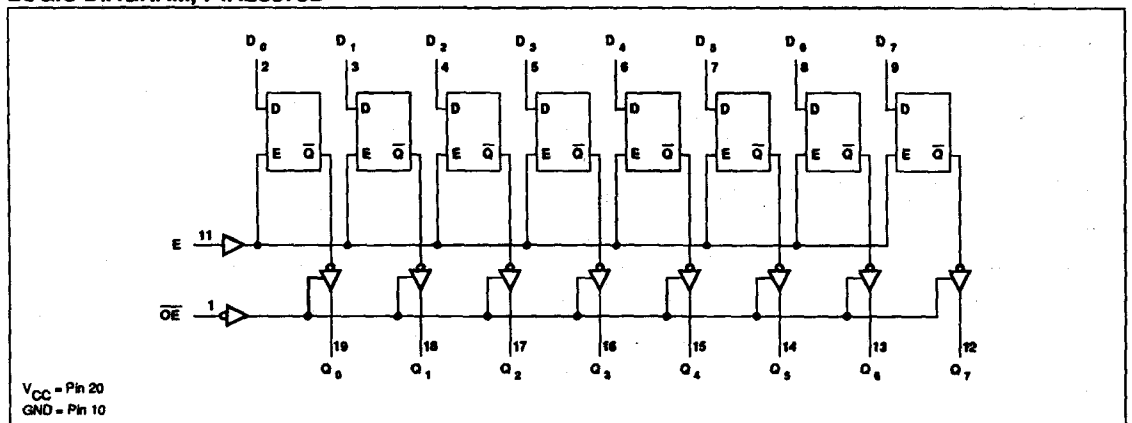 D0 D1 D2 D3 D4 D5 D6 D7
2 3 4 5 6 7 8 9
D D D D D D D D
E Q̅ E Q̅ E Q̅ E Q̅ E Q̅ E Q̅ E Q̅ E Q̅
E 11
O̅E̅ 1
19 18 17 16 15 14 13 12
Q0 Q1 Q2 Q3 Q4 Q5 Q6 Q7
VCC = Pin 20
GND = Pin 10